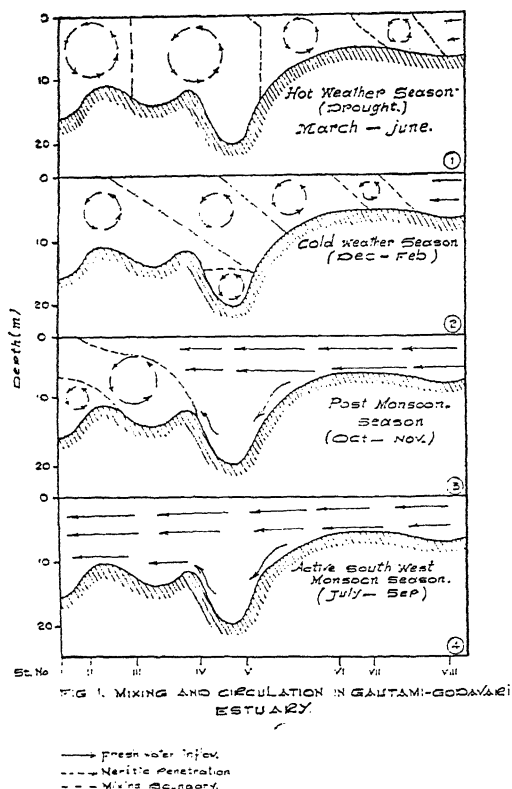 0
10
20
Hot Weather Season
(Drought.)
March — june.
1
0
10
20
Cold weather Season
(Dec — Feb)
2
Depth(m)
0
10
20
Post Monsoon.
Season
(Oct — Nov.)
3
0
10
20
Active South West
Monsoon Season.
(July — Sep)
4
St. No I II III IV V VI VII VIII
FIG 1. MIXING AND CIRCULATION IN GAUTAMI-GODAVARI
ESTUARY.
Fresh water inflow.
Neritic Penetration
Mixing Boundary.